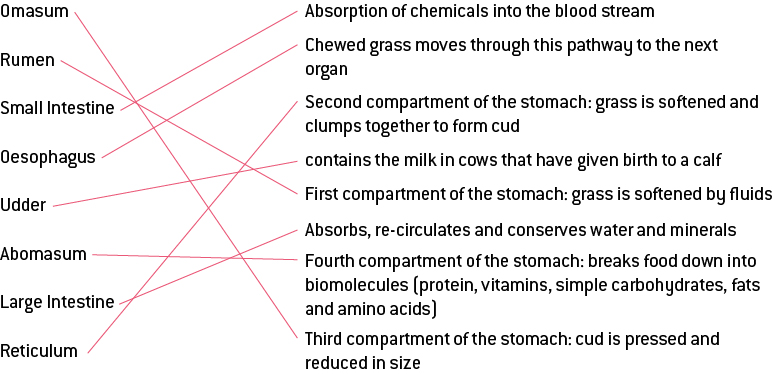 Omasum
Rumen
Small Intestine
Oesophagus
Udder
Abomasum
Large Intestine
Reticulum
Absorption of chemicals into the blood stream
Chewed grass moves through this pathway to the next
organ
Second compartment of the stomach: grass is softened and
clumps together to form cud
contains the milk in cows that have given birth to a calf
First compartment of the stomach: grass is softened by fluids
Absorbs, re-circulates and conserves water and minerals
Fourth compartment of the stomach: breaks food down into
biomolecules (protein, vitamins, simple carbohydrates, fats
and amino acids)
Third compartment of the stomach: cud is pressed and
reduced in size